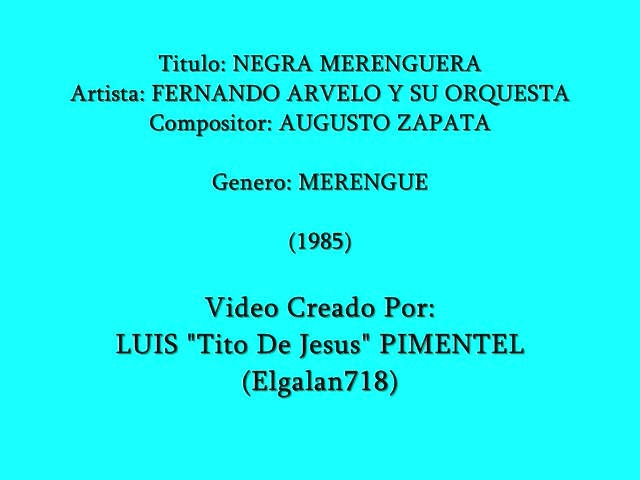 Titulo: NEGRA MERENGUERA
Artista: FERNANDO ARVELO Y SU ORQUESTA
Compositor: AUGUSTO ZAPATA
Genero: MERENGUE
(1985)
Video Creado Por:
LUIS "Tito De Jesus" PIMENTEL
(Elgalan718)